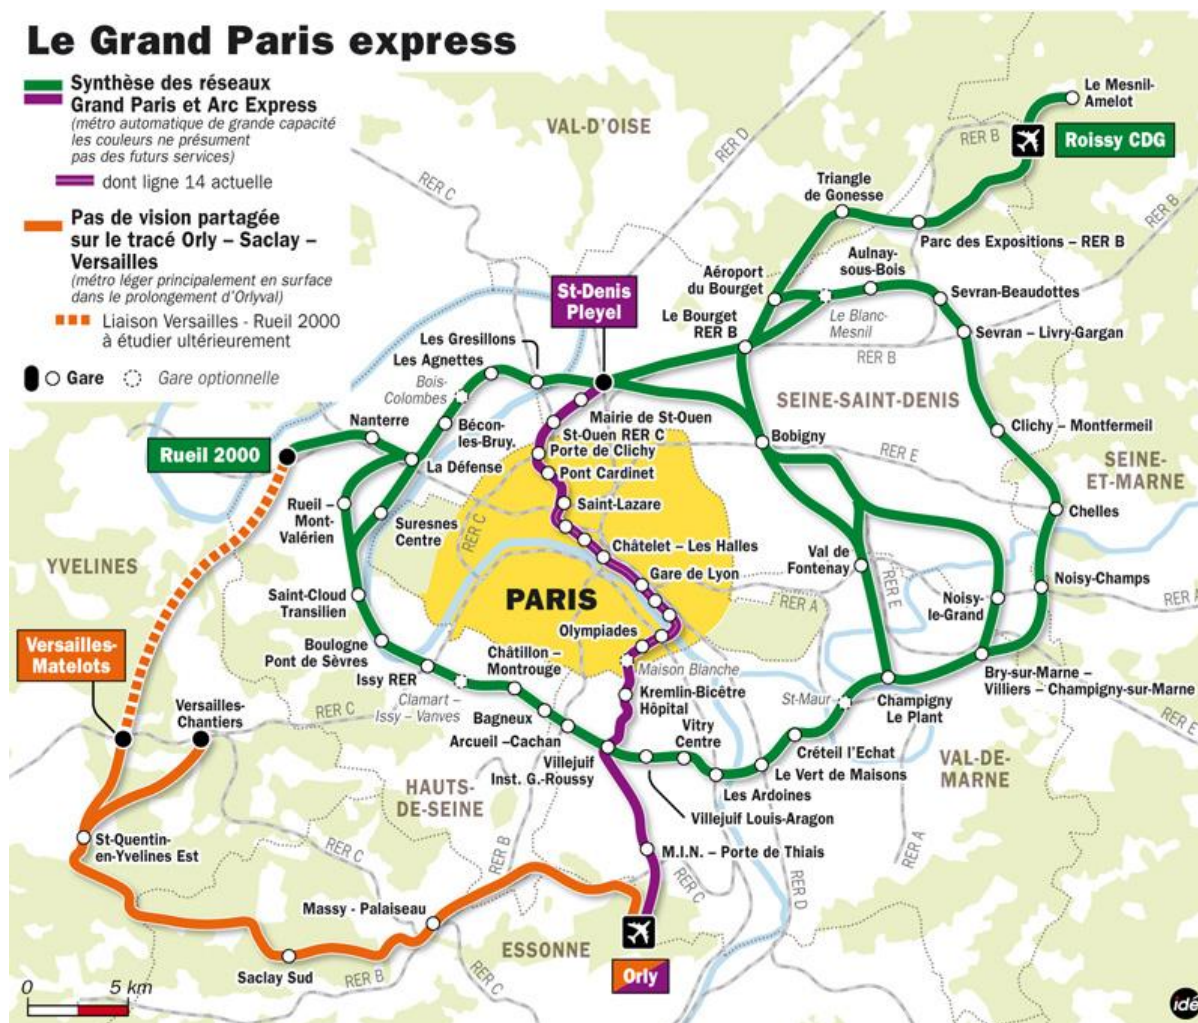 Le Grand Paris express
Synthèse des réseaux
Grand Paris et Arc Express
(métro automatique de grande capacité
les couleurs ne présument
pas des futurs services)
dont ligne 14 actuelle
Pas de vision partagée
sur le tracé Orly – Saclay –
Versailles
(métro léger principalement en surface
dans le prolongement d'Orlyval)
Liaison Versailles - Rueil 2000
à étudier ultérieurement
Gare
Gare optionnelle
VAL-D'OISE
RER D
RER C
RER B
Le Mesnil-
Amelot
Roissy CDG
Triangle
de Gonesse
Parc des Expositions – RER B
RER B
Aéroport
du Bourget
Aulnay-
sous-Bois
Sevran-Beaudottes
Le Bourget
RER B
Le Blanc-
Mesnil
Sevran – Livry-Gargan
RER B
St-Denis
Pleyel
Les Gresillons
Les Agnettes
Bois-
Colombes
Nanterre
Bécon-
les-Bruy.
Mairie de St-Ouen
St-Ouen RER C
Porte de Clichy
Pont Cardinet
Saint-Lazare
SEINE-SAINT-DENIS
Bobigny
RER E
Clichy – Montfermeil
SEINE-
ET-MARNE
Rueil 2000
La Défense
Rueil –
Mont-
Valérien
Suresnes
Centre
RER C
Châtelet – Les Halles
Gare de Lyon
PARIS
Olympiades
Maison Blanche
Chelles
Val de
Fontenay
RER E
RER A
Noisy-
le-Grand
Noisy-Champs
RER A
YVELINES
Saint-Cloud
Transilien
Versailles-
Matelots
Boulogne
Pont de Sèvres
Issy RER
Châtillon –
Montrouge
Clamart –
Issy – Vanves
Kremlin-Bicêtre
Hôpital
St-Maur
Champigny
Le Plant
Bry-sur-Marne –
Villiers – Champigny-sur-Marne
RER E
Versailles-
Chantiers
RER C
Bagneux
Arcueil –Cachan
Villejuif
Inst. G.-Roussy
Vitry
Centre
Créteil l'Echat
Le Vert de Maisons
Les Ardoines
Villejuif Louis-Aragon
VAL-DE-
MARNE
HAUTS-
DE-SEINE
St-Quentin-
en-Yvelines Est
RER C
RER B
M.I.N. – Porte de Thiais
RER C
RER D
RER A
Massy - Palaiseau
Saclay Sud
RER B
RER C
ESSONNE
Orly
0
5 km
idé